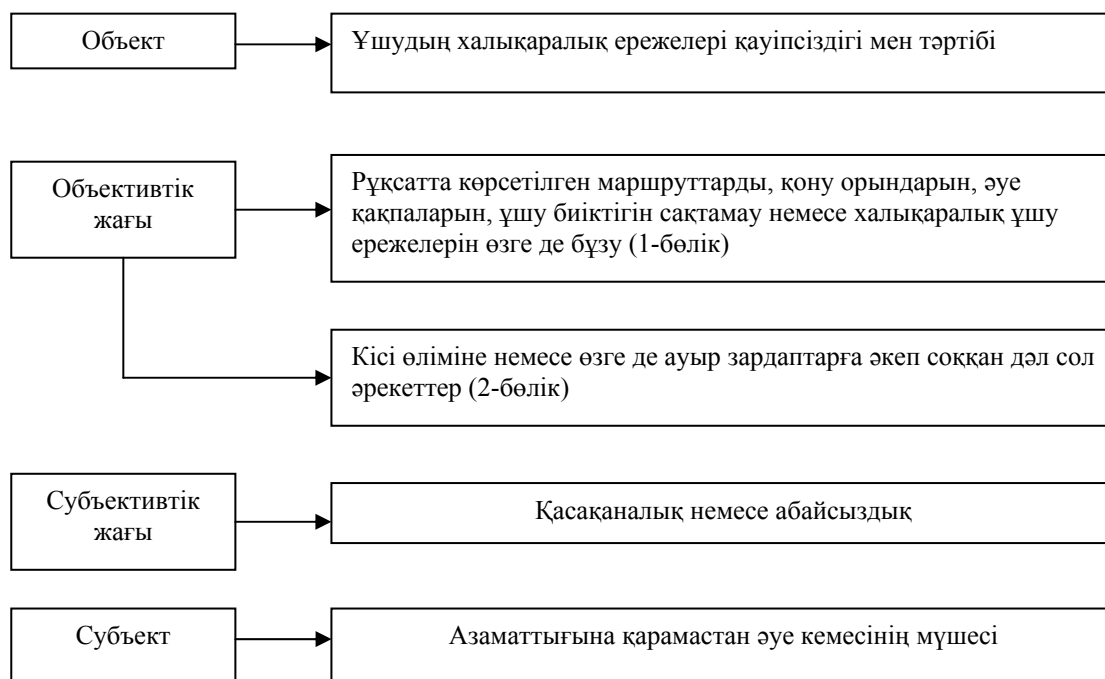 Объект
Ұшудың халықаралық ережелері қауіпсіздігі мен тәртібі
Объективтік
жағы
Рұқсатта көрсетілген маршруттарды, қону орындарын, әуе
қақпаларын, ұшу биіктігін сақтамау немесе халықаралық ұшу
ережелерін өзге де бұзу (1-бөлік)
Кісі өліміне немесе өзге де ауыр зардаптарға әкеп соққан дәл сол
әрекеттер (2-бөлік)
Субъективтік
жағы
Қасақаналық немесе абайсыздық
Субъект
Азаматтығына қарамастан әуе кемесінің мүшесі